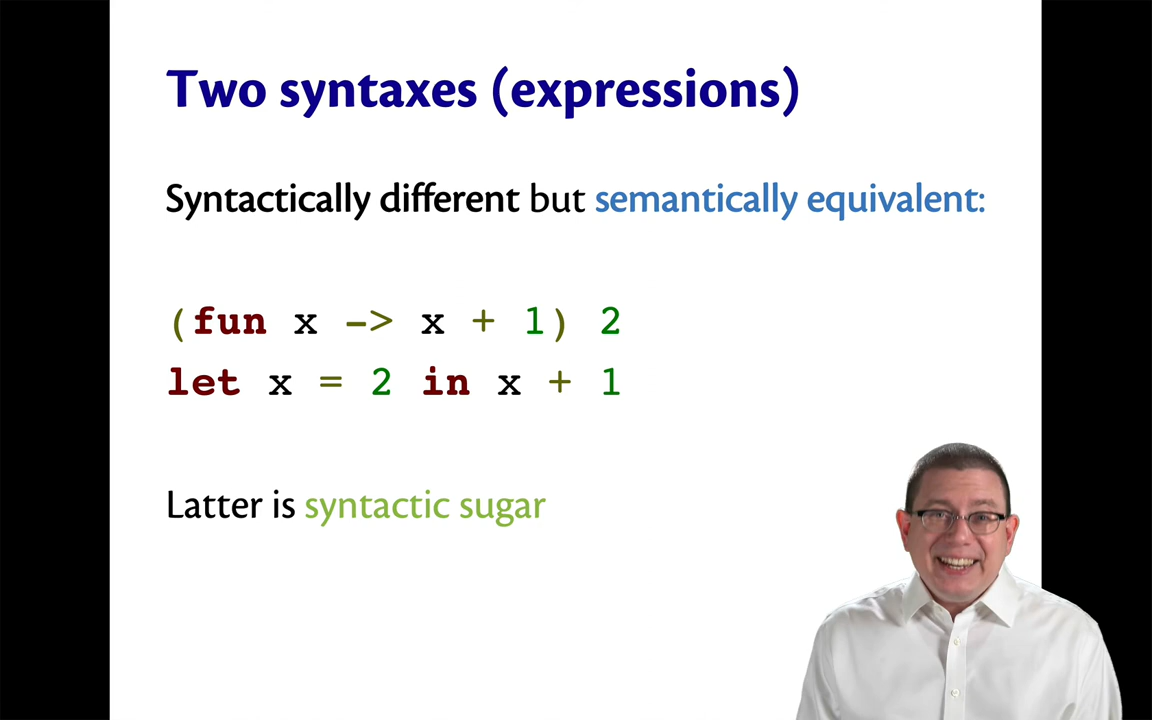 Two syntaxes (expressions)
Syntactically different but semantically equivalent:
(fun x -> x + 1) 2
let x = 2 in x + 1
Latter is syntactic sugar